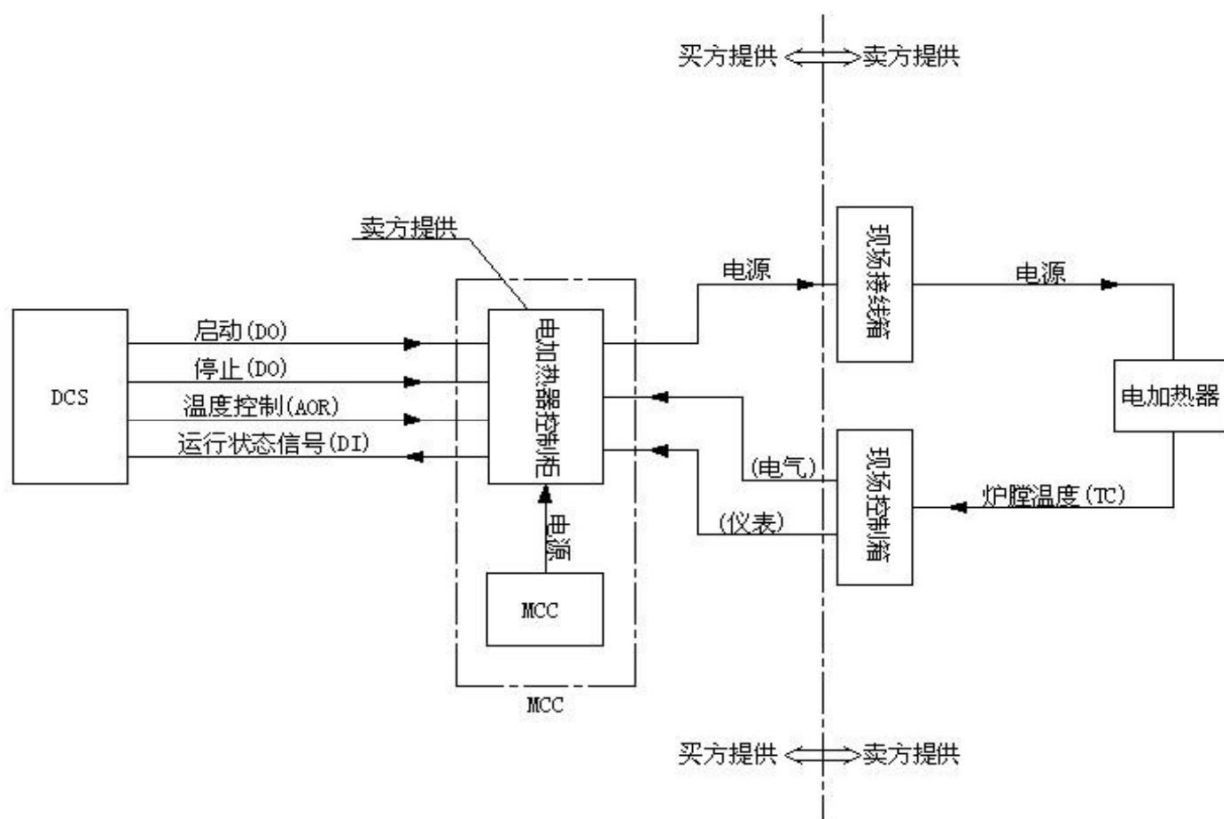 买方提供
卖方提供
卖方提供
电源
现场接线箱
电源
DCS
启动(DO)
停止(DO)
温度控制(AOR)
运行状态信号(DI)
电加热器控制柜
电加热器
(电气)
(仪表)
现场控制箱
炉膛温度(TC)
电源
MCC
MCC
买方提供
卖方提供